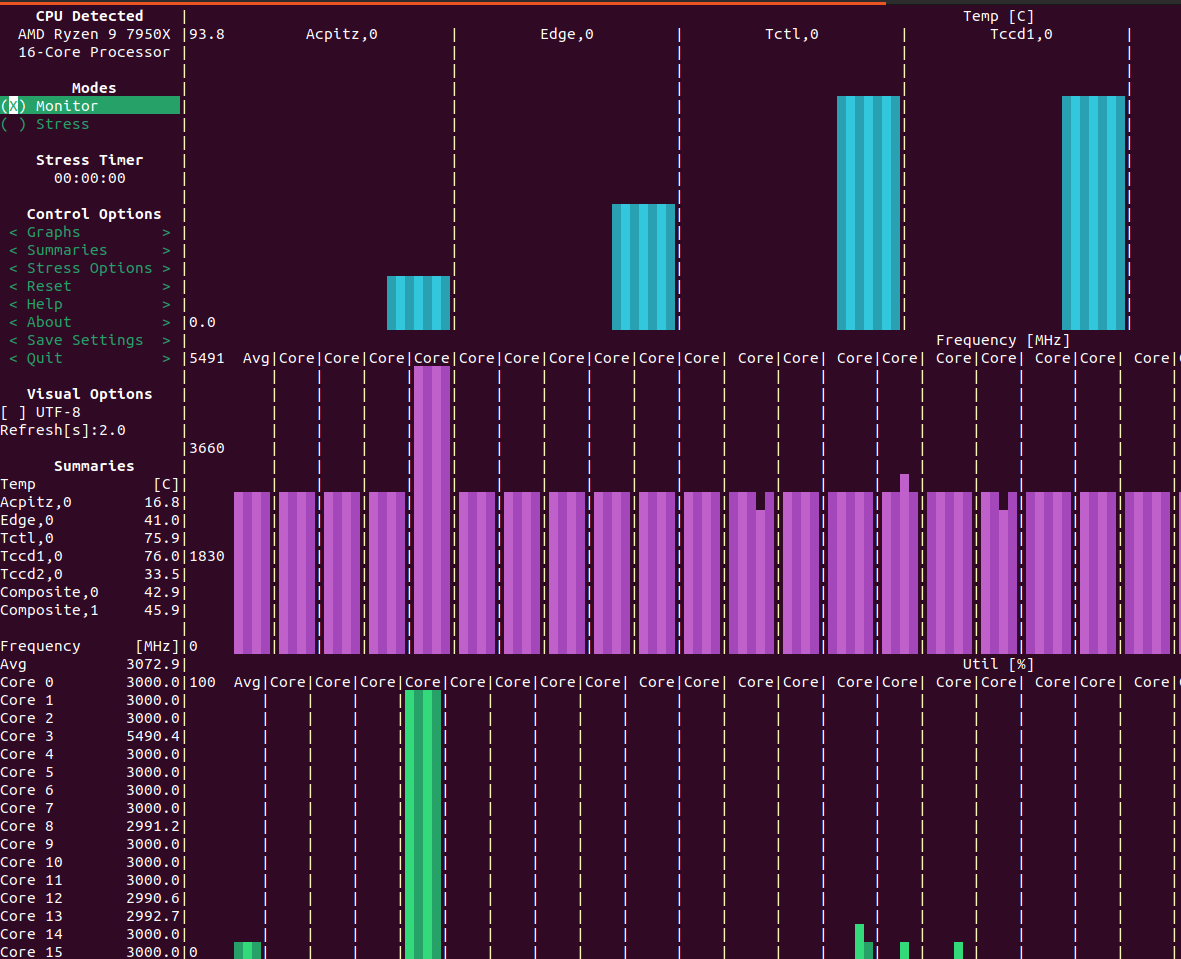 CPU Detected
AMD Ryzen 9 7950X
16-Core Processor
Modes
(X) Monitor
( ) Stress
Stress Timer
00:00:00
Control Options
< Graphs >
< Summaries >
< Stress Options >
< Reset >
< Help >
< About >
< Save Settings >
< Quit >
Visual Options
[ ] UTF-8
Refresh[s]:2.0
Summaries
Temp [C]
Acpitz,0 16.8
Edge,0 41.0
Tctl,0 75.9
Tccd1,0 76.0
Tccd2,0 33.5
Composite,0 42.9
Composite,1 45.9
Frequency [MHz]
Avg 3072.9
Core 0 3000.0
Core 1 3000.0
Core 2 3000.0
Core 3 5490.4
Core 4 3000.0
Core 5 3000.0
Core 6 3000.0
Core 7 3000.0
Core 8 2991.2
Core 9 3000.0
Core 10 3000.0
Core 11 3000.0
Core 12 2990.6
Core 13 2992.7
Core 14 3000.0
Core 15 3000.0
Temp [C]
93.8 Acpitz,0 Edge,0 Tctl,0 Tccd1,0
0.0
Frequency [MHz]
5491 Avg|Core|Core|Core|Core|Core|Core|Core|Core|Core|Core| Core|Core| Core|Core| Core|Core| Core|Core| Core|
3660
1830
0
Util [%]
100 Avg|Core|Core|Core|Core|Core|Core|Core|Core| Core|Core| Core|Core| Core|Core| Core|Core| Core|Core| Core|
0